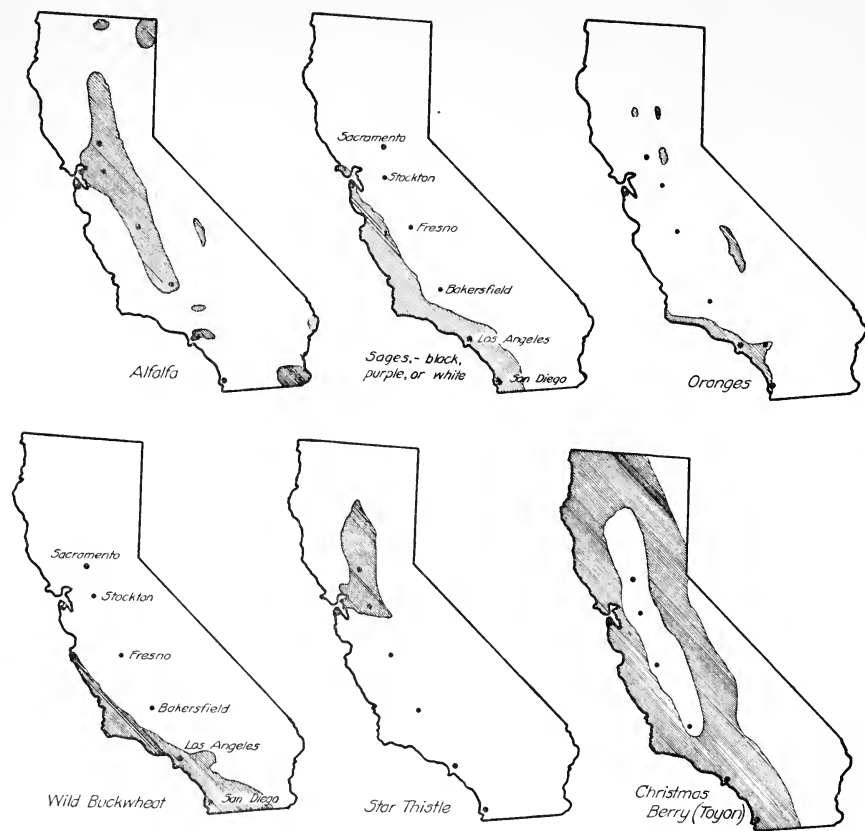 Alfalfa
Sacramento
Stockton
Fresno
Bakersfield
Los Angeles
San Diego
Sages,- black,
purple, or white
Oranges
Sacramento
Stockton
Fresno
Bakersfield
Los Angeles
San Diego
Wild Buckwheat
Star Thistle
Christmas
Berry (Toyon)